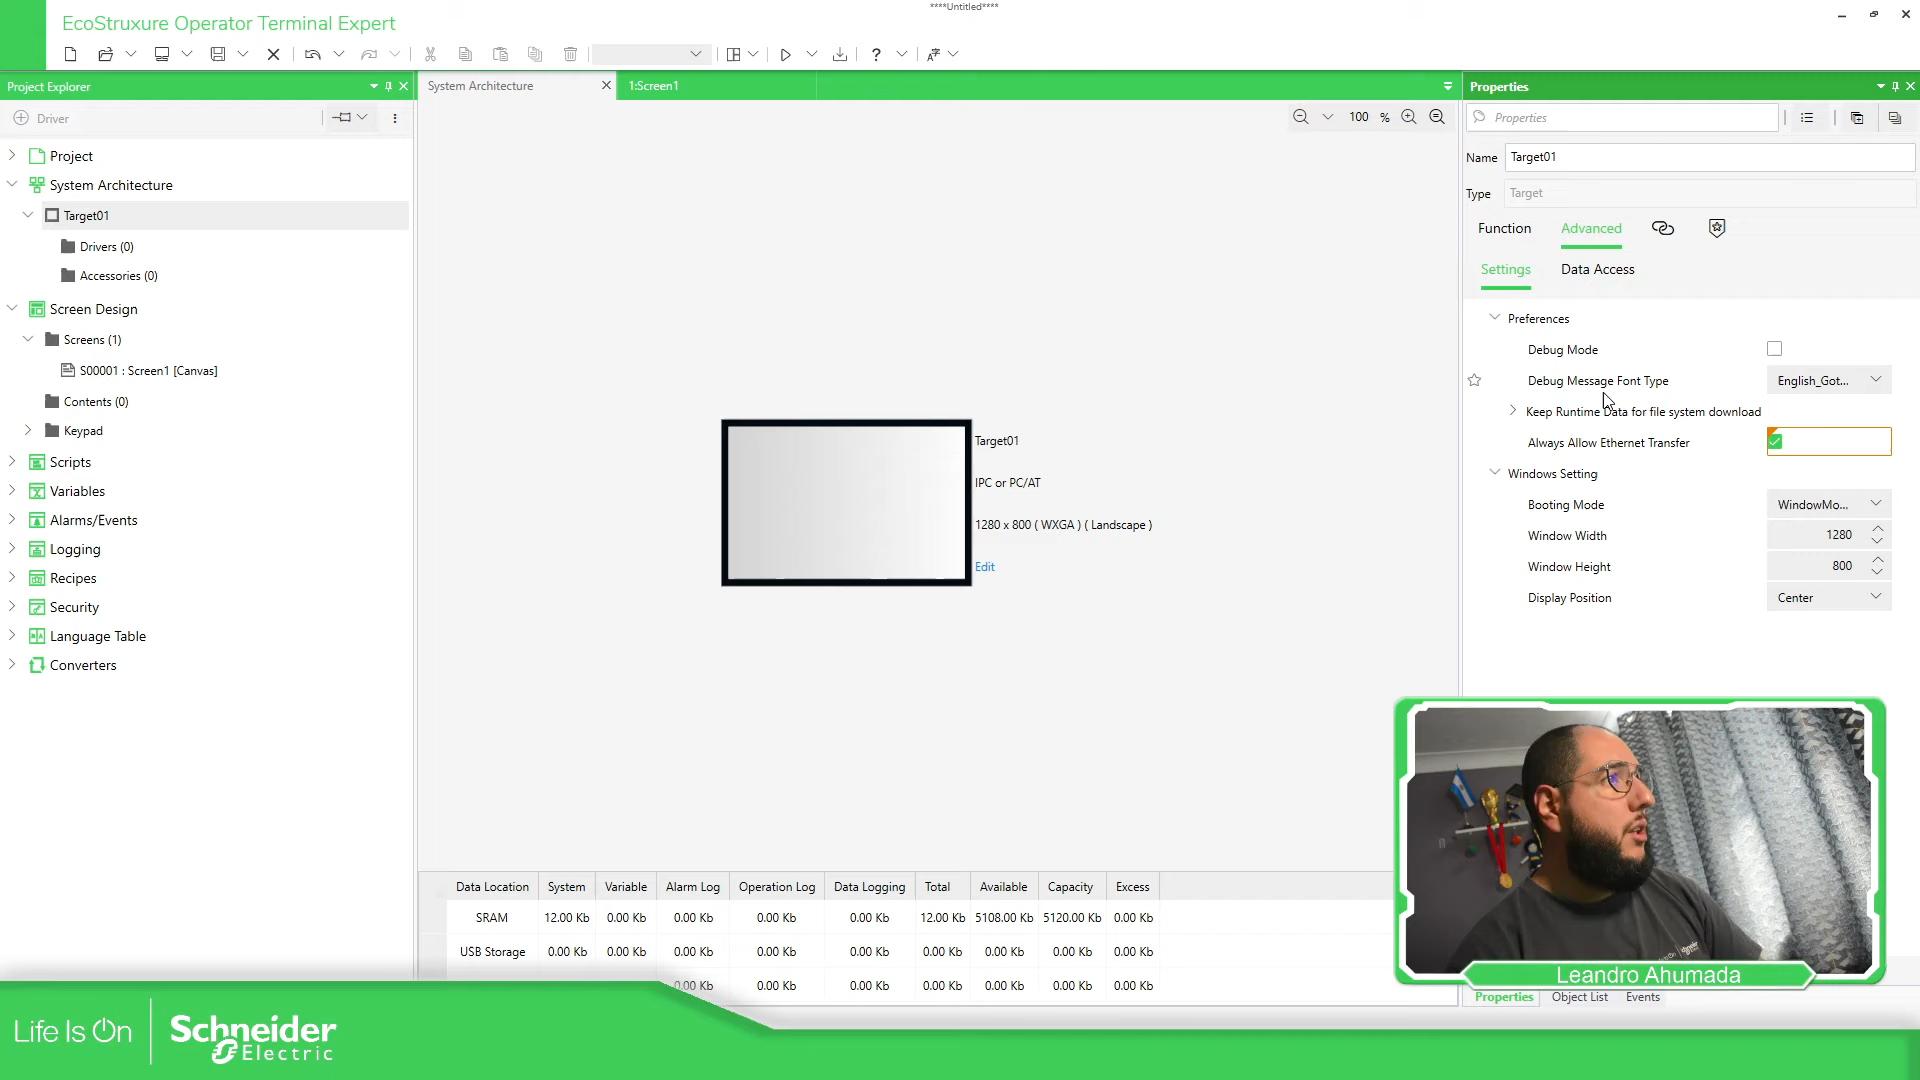 ****Untitled****
EcoStruxure Operator Terminal Expert
Project Explorer
Driver
Project
System Architecture
Target01
Drivers (0)
Accessories (0)
Screen Design
Screens (1)
S00001 : Screen1 [Canvas]
Contents (0)
Keypad
Scripts
Variables
Alarms/Events
Logging
Recipes
Security
Language Table
Converters
System Architecture
1:Screen1
100 %
Target01
IPC or PC/AT
1280 x 800 ( WXGA ) ( Landscape )
Edit
Data Location System Variable Alarm Log Operation Log Data Logging Total Available Capacity Excess
SRAM 12.00 Kb 0.00 Kb 0.00 Kb 0.00 Kb 0.00 Kb 12.00 Kb 5108.00 Kb 5120.00 Kb 0.00 Kb
USB Storage 0.00 Kb 0.00 Kb 0.00 Kb 0.00 Kb 0.00 Kb 0.00 Kb 0.00 Kb 0.00 Kb 0.00 Kb
0.00 Kb 0.00 Kb 0.00 Kb 0.00 Kb 0.00 Kb 0.00 Kb 0.00 Kb
Properties
Properties
Name Target01
Type Target
Function Advanced
Settings Data Access
Preferences
Debug Mode
Debug Message Font Type English_Got...
Keep Runtime Data for file system download
Always Allow Ethernet Transfer
Windows Setting
Booting Mode WindowMo...
Window Width 1280
Window Height 800
Display Position Center
Leandro Ahumada
Properties Object List Events
Life Is On
Schneider
Electric